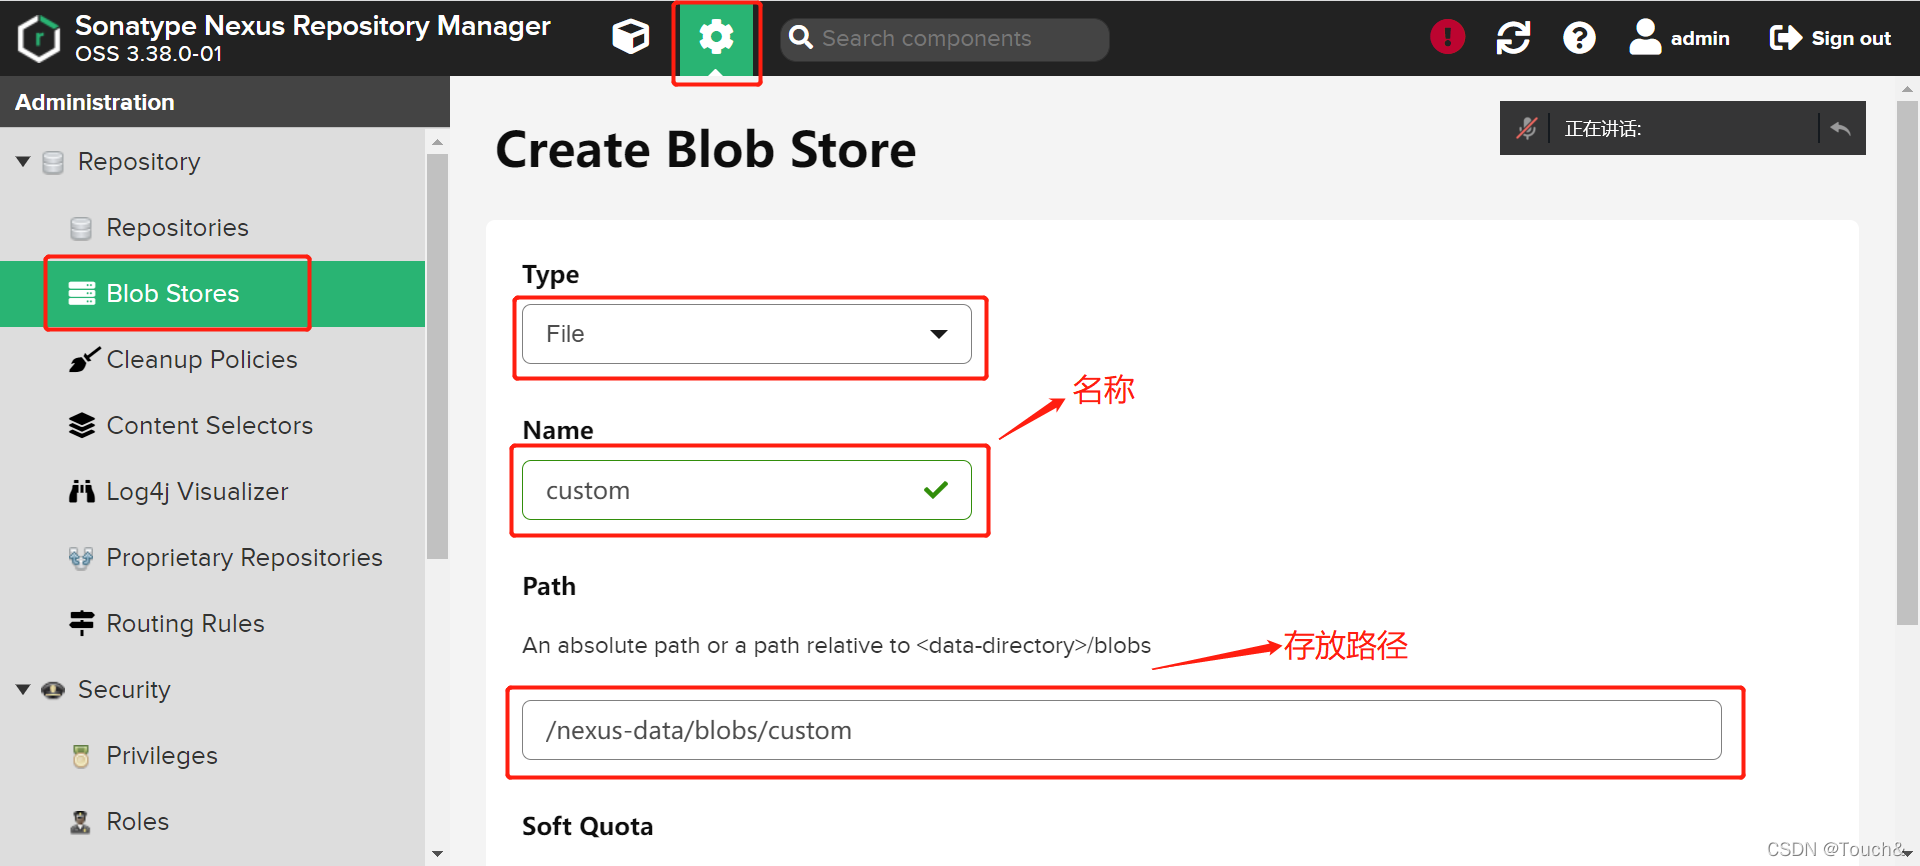 Sonatype Nexus Repository Manager
OSS 3.38.0-01
Search components
admin
Sign out
Administration
Repository
Repositories
Blob Stores
Cleanup Policies
Content Selectors
Log4j Visualizer
Proprietary Repositories
Routing Rules
Security
Privileges
Roles
正在讲话:
Create Blob Store
Type
File
名称
Name
custom
Path
An absolute path or a path relative to <data-directory>/blobs
存放路径
/nexus-data/blobs/custom
Soft Quota
CSDN @Touch&